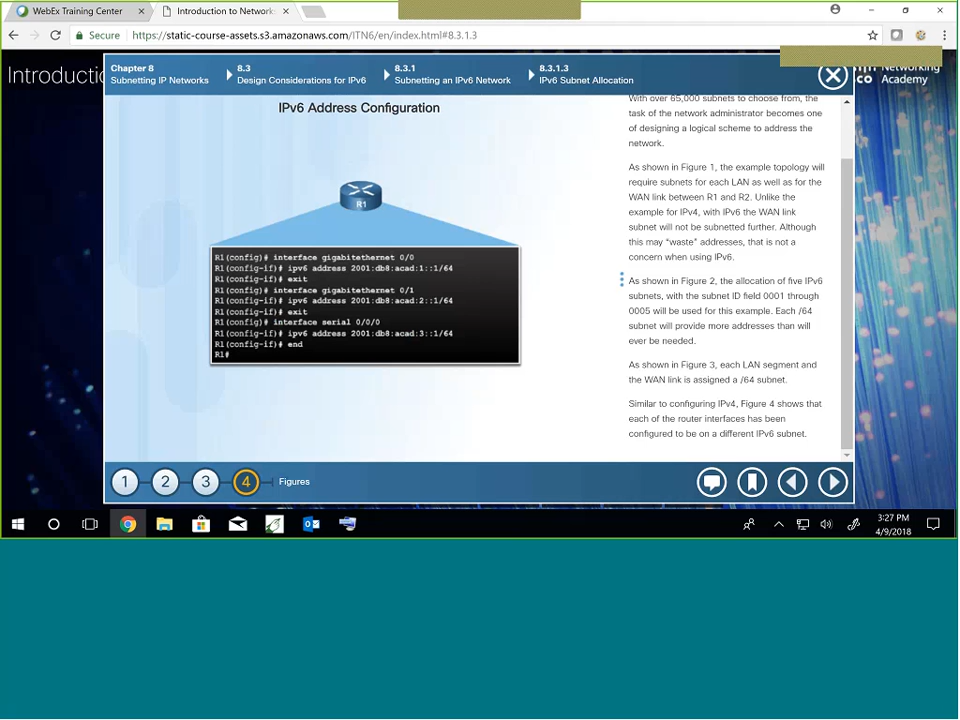 WebEx Training Center
Introduction to Network
Secure
https://static-course-assets.s3.amazonaws.com/ITN6/en/index.html#8.3.1.3
Introductio
Chapter 8
Subnetting IP Networks
8.3
Design Considerations for IPv6
8.3.1
Subnetting an IPv6 Network
8.3.1.3
IPv6 Subnet Allocation
Networking
Academy
IPv6 Address Configuration
R1
R1(config)# interface gigabitethernet 0/0
R1(config-if)# ipv6 address 2001:db8:acad:1::1/64
R1(config-if)# exit
R1(config)# interface gigabitethernet 0/1
R1(config-if)# ipv6 address 2001:db8:acad:2::1/64
R1(config-if)# exit
R1(config)# interface serial 0/0/0
R1(config-if)# ipv6 address 2001:db8:acad:3::1/64
R1(config-if)# end
R1#
With over 65,000 subnets to choose from, the
task of the network administrator becomes one
of designing a logical scheme to address the
network.
As shown in Figure 1, the example topology will
require subnets for each LAN as well as for the
WAN link between R1 and R2. Unlike the
example for IPv4, with IPv6 the WAN link
subnet will not be subnetted further. Although
this may “waste” addresses, that is not a
concern when using IPv6.
As shown in Figure 2, the allocation of five IPv6
subnets, with the subnet ID field 0001 through
0005 will be used for this example. Each /64
subnet will provide more addresses than will
ever be needed.
As shown in Figure 3, each LAN segment and
the WAN link is assigned a /64 subnet.
Similar to configuring IPv4, Figure 4 shows that
each of the router interfaces has been
configured to be on a different IPv6 subnet.
1
2
3
4
Figures
3:27 PM
4/9/2018